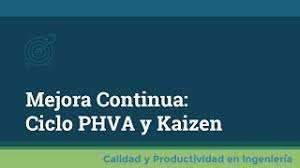 Mejora Continua:
Ciclo PHVA y Kaizen
Calidad y Productividad en Ingeniería